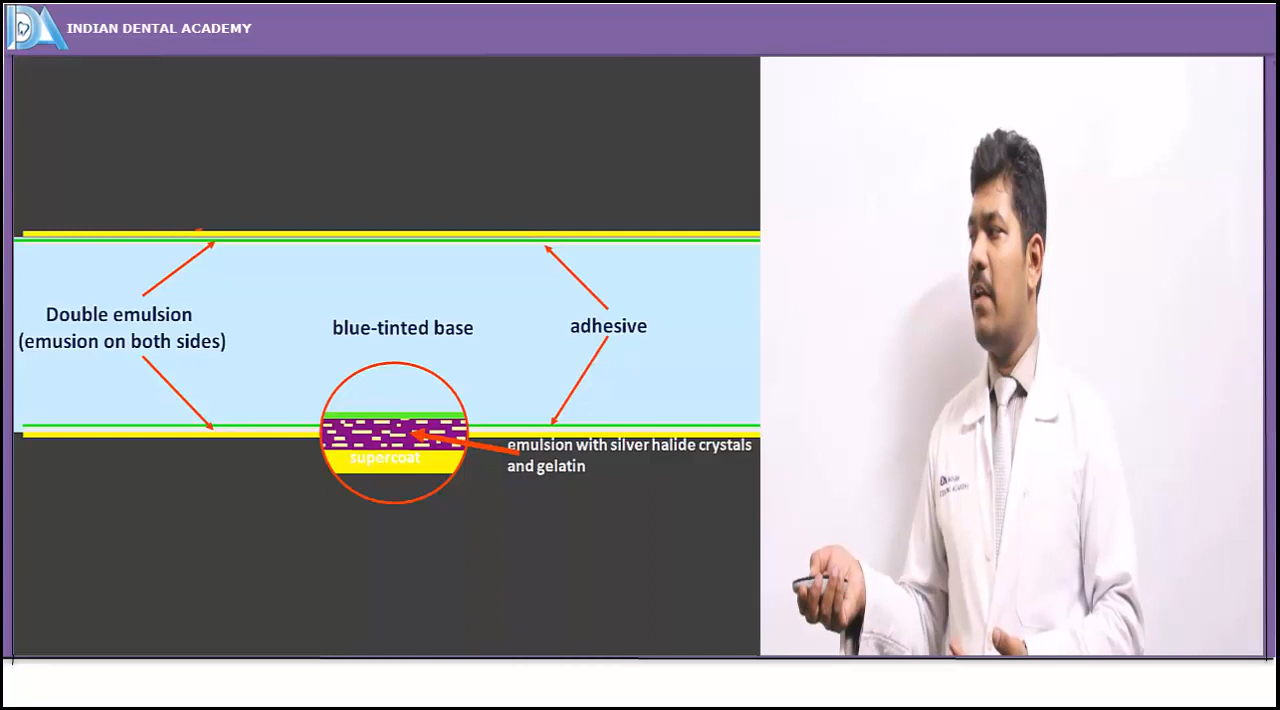 INDIAN DENTAL ACADEMY
Double emulsion
(emusion on both sides)
blue-tinted base
adhesive
supercoat
emulsion with silver halide crystals
and gelatin